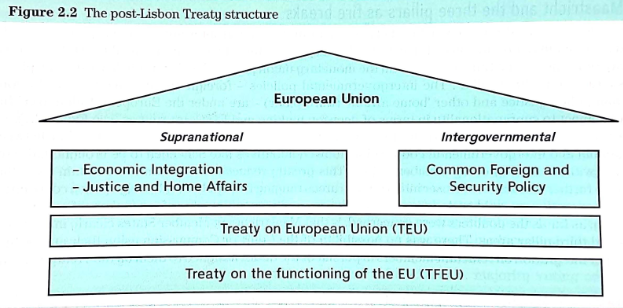 Figure 2.2 The post-Lisbon Treaty structure
European Union
Supranational
Intergovernmental
– Economic Integration
– Justice and Home Affairs
Common Foreign and
Security Policy
Treaty on European Union (TEU)
Treaty on the functioning of the EU (TFEU)